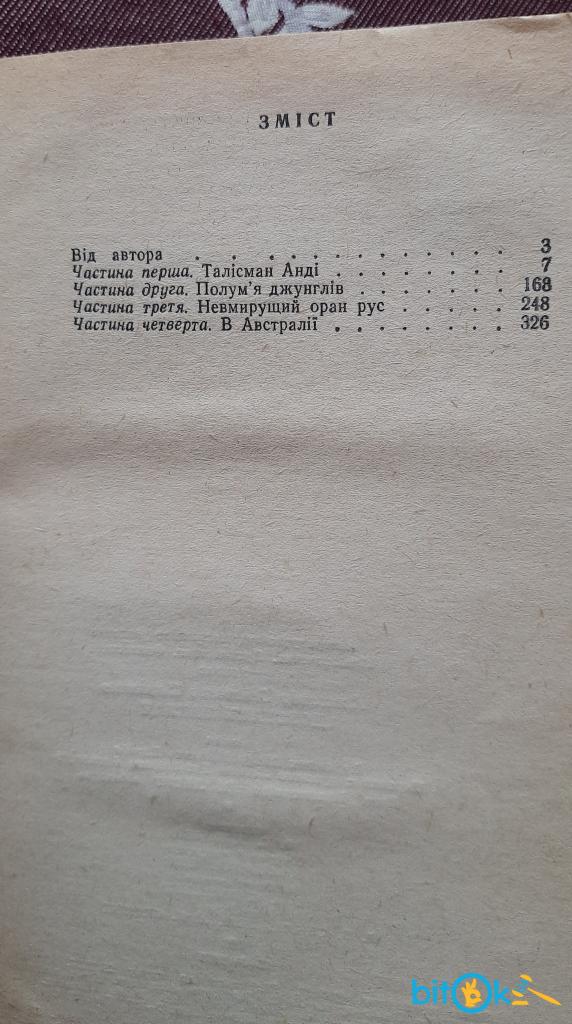 ЗМІСТ
Від автора . . . . . . . . . . . . . 3
Частина перша. Талісман Анді . . . . . . . . . 7
Частина друга. Полум'я джунглів . . . . . . . 168
Частина третя. Невмирущий оран рус . . . . . 248
Частина четверта. В Австралії . . . . . . . . 326
bitOk